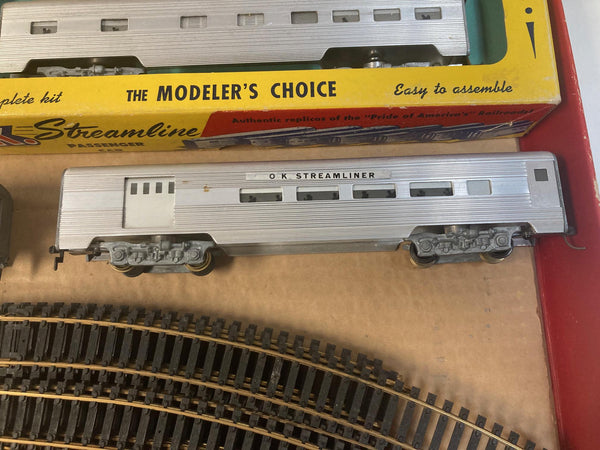 plete kit THE MODELER'S CHOICE Easy to assemble
Streamline
PASSENGER
CAR
Authentic replicas of the "Pride of America's" Railroads!
O K STREAMLINER